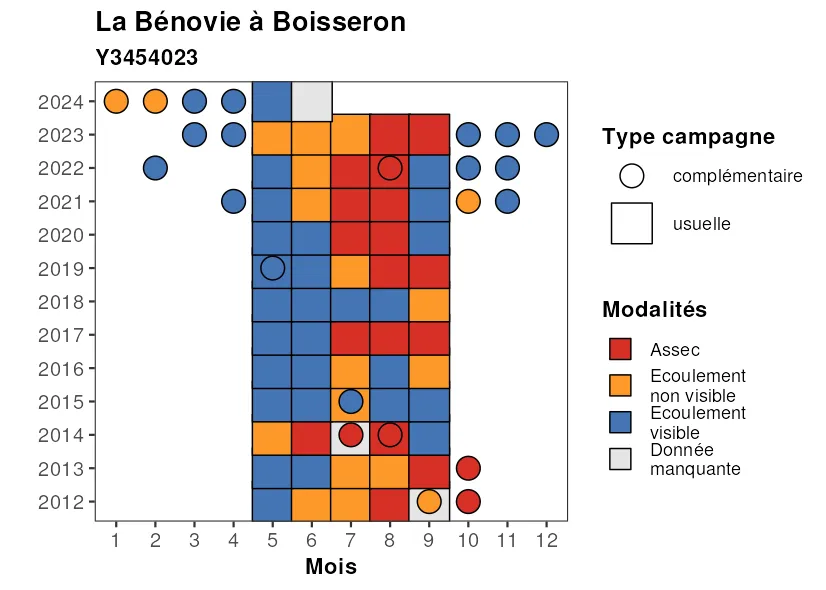 La Bénovie à Boisseron
Y3454023
2024
2023
2022
2021
2020
2019
2018
2017
2016
2015
2014
2013
2012
1 2 3 4 5 6 7 8 9 10 11 12
Mois
Type campagne
complémentaire
usuelle
Modalités
Assec
Ecoulement
non visible
Ecoulement
visible
Donnée
manquante